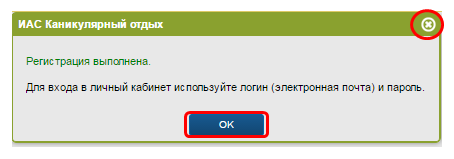 ИАС Каникулярный отдых
Регистрация выполнена.
Для входа в личный кабинет используйте логин (электронная почта) и пароль.
OK